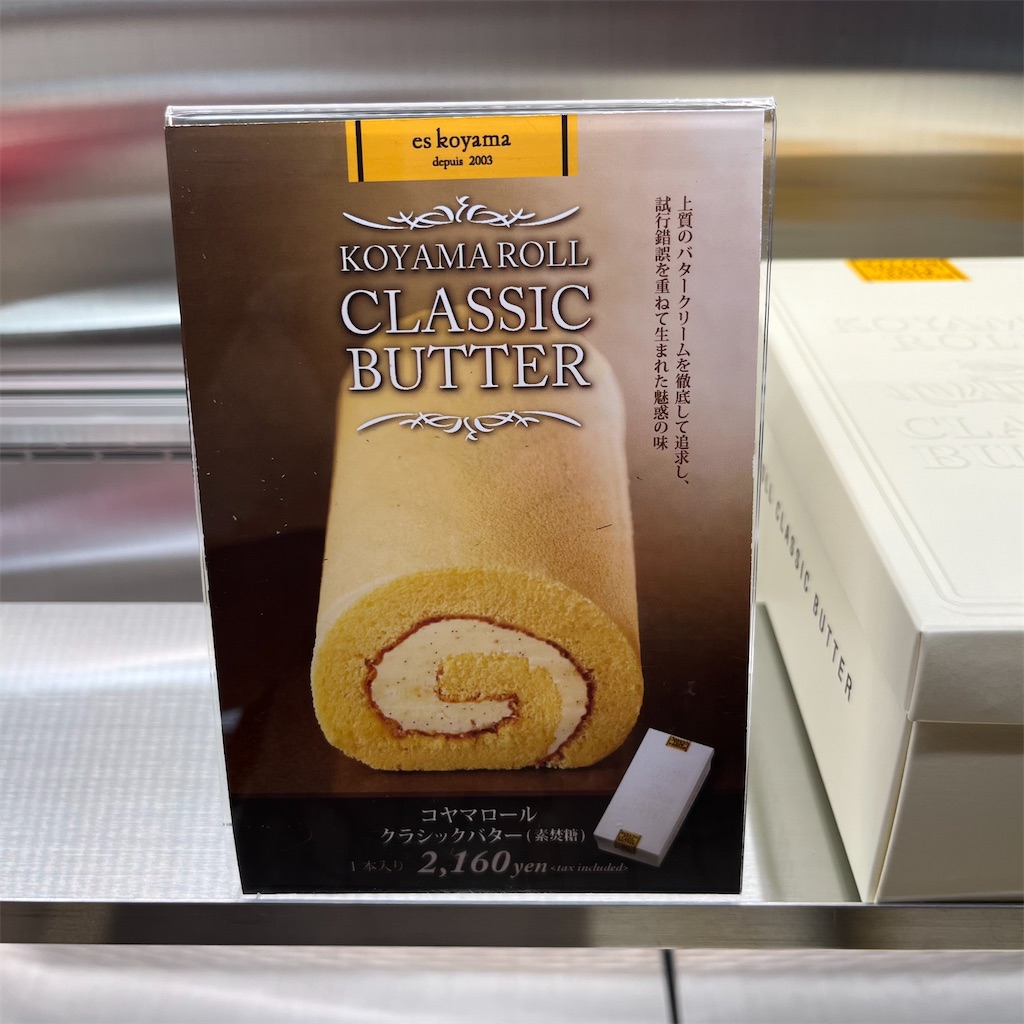 es koyama
depuis 2003
KOYAMA ROLL
CLASSIC
BUTTER
上質のバタークリームを徹底して追求し、
試行錯誤を重ねて生まれた魅惑の味
コヤマロール
クラシックバター(素焚糖)
1本入り 2,160yen<tax included>
CLASSIC BUTTER